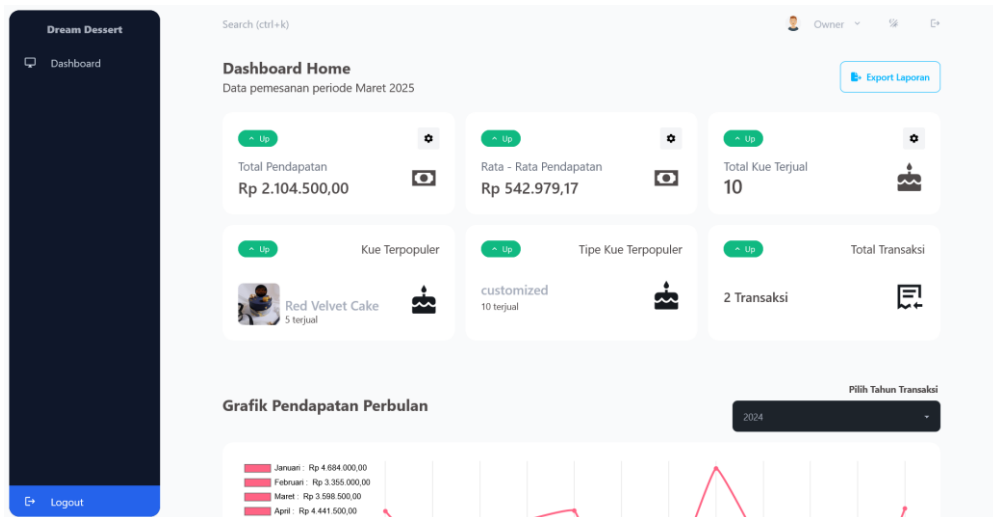 Dream Dessert
Dashboard
Logout
Search (ctrl+k)
Owner
Dashboard Home
Data pemesanan periode Maret 2025
Export Laporan
Up
Total Pendapatan
Rp 2.104.500,00
Up
Rata - Rata Pendapatan
Rp 542.979,17
Up
Total Kue Terjual
10
Up
Kue Terpopuler
Red Velvet Cake
5 terjual
Up
Tipe Kue Terpopuler
customized
10 terjual
Up
Total Transaksi
2 Transaksi
Grafik Pendapatan Perbulan
Pilih Tahun Transaksi
2024
Januari : Rp 4.684.000,00
Februari : Rp 3.355.000,00
Maret : Rp 3.598.500,00
April : Rp 4.441.500,00